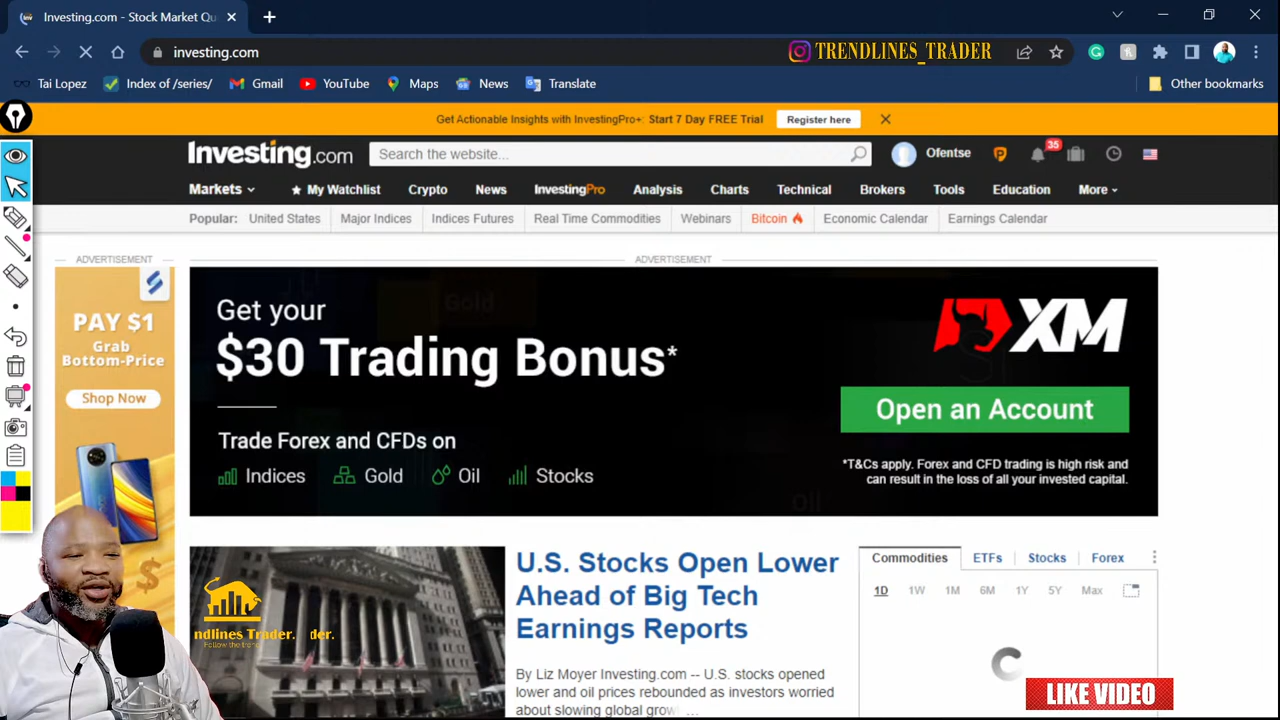 Investing.com - Stock Market Qu
investing.com
TRENDLINES_TRADER
Tai Lopez
Index of /series/
Gmail
YouTube
Maps
News
Translate
Other bookmarks
Get Actionable Insights with InvestingPro+: Start 7 Day FREE Trial
Register here
Investing.com
Search the website...
Ofentse
35
Markets
My Watchlist
Crypto
News
InvestingPro
Analysis
Charts
Technical
Brokers
Tools
Education
More
Popular:
United States
Major Indices
Indices Futures
Real Time Commodities
Webinars
Bitcoin
Economic Calendar
Earnings Calendar
ADVERTISEMENT
ADVERTISEMENT
PAY $1
Grab
Bottom-Price
Shop Now
Get your
$30 Trading Bonus*
Trade Forex and CFDs on
Indices
Gold
Oil
Stocks
Gold
Oil
XM
Open an Account
*T&Cs apply. Forex and CFD trading is high risk and
can result in the loss of all your invested capital.
U.S. Stocks Open Lower
Ahead of Big Tech
Earnings Reports
By Liz Moyer Investing.com -- U.S. stocks opened
lower and oil prices rebounded as investors worried
about slowing global grow ...
Commodities
ETFs
Stocks
Forex
1D
1W
1M
6M
1Y
5Y
Max
ndlines Trader. der.
Follow the trend
LIKE VIDEO